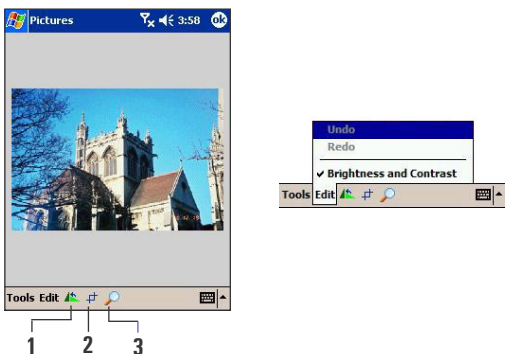 Pictures 3:58 ok
Tools Edit
1 2 3
Undo
Redo
✓ Brightness and Contrast
Tools Edit